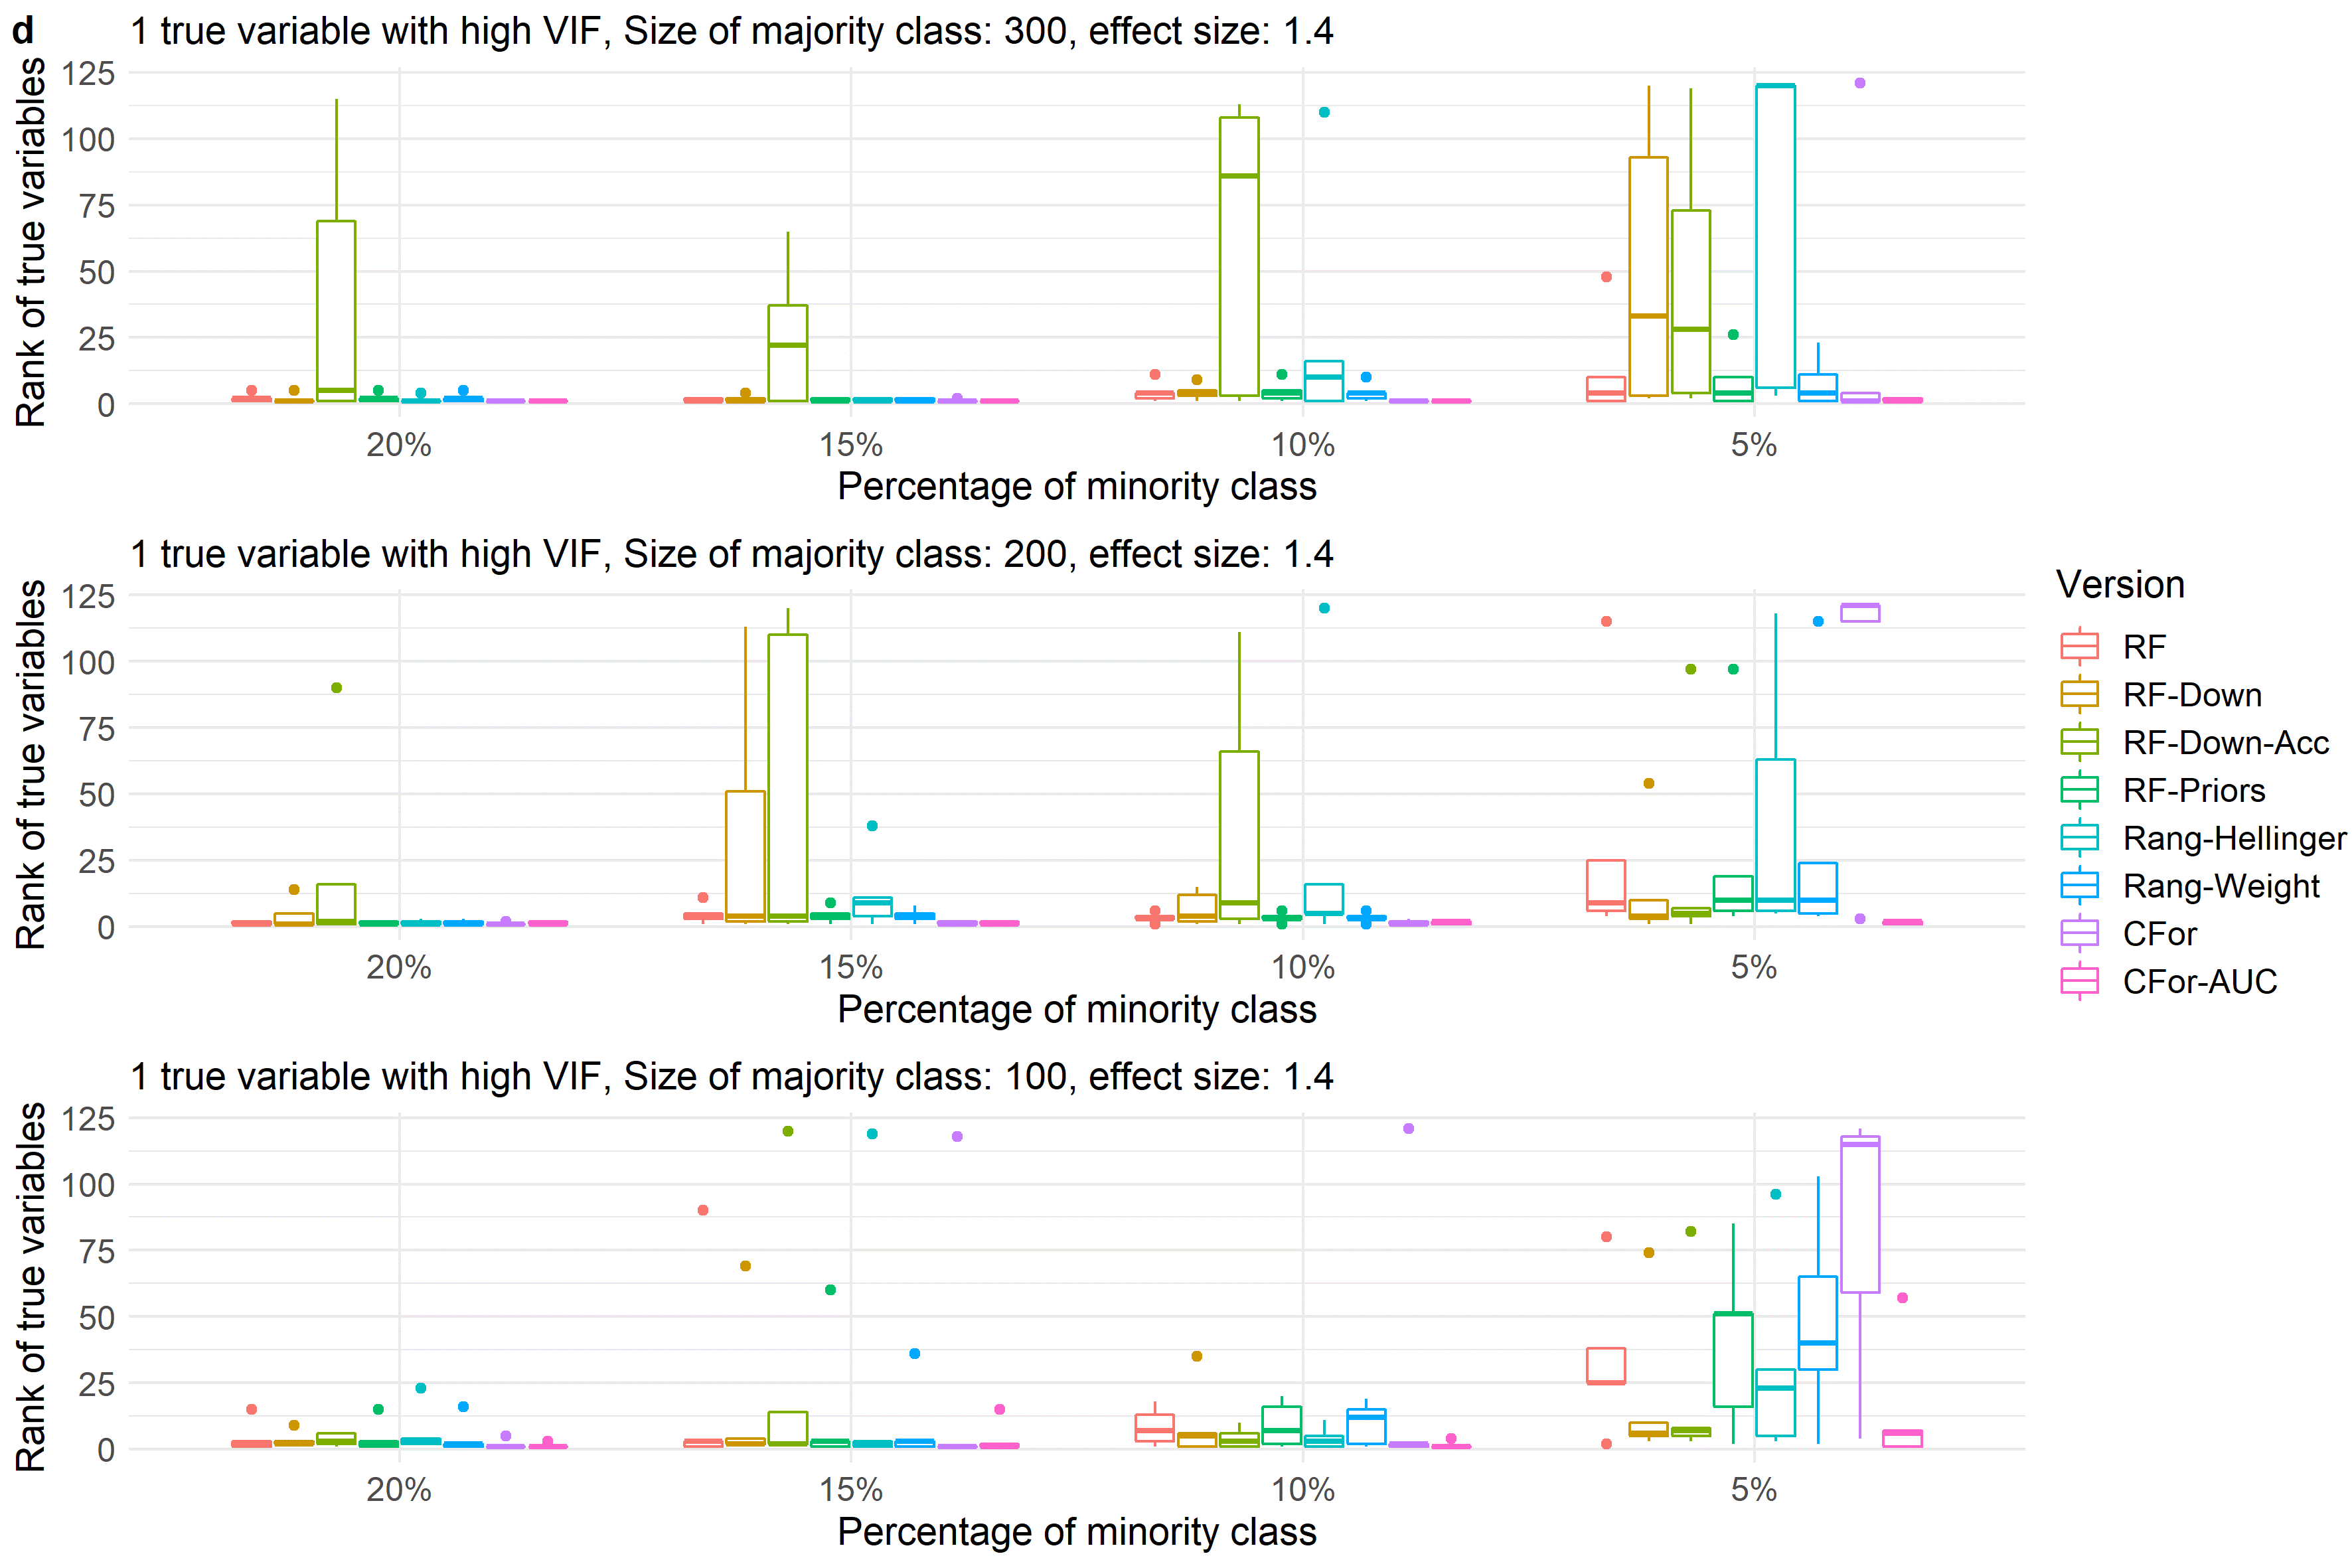 d
1 true variable with high VIF, Size of majority class: 300, effect size: 1.4
Rank of true variables
125
100
75
50
25
0
20%
15%
10%
5%
Percentage of minority class
1 true variable with high VIF, Size of majority class: 200, effect size: 1.4
Rank of true variables
125
100
75
50
25
0
20%
15%
10%
5%
Percentage of minority class
Version
RF
RF-Down
RF-Down-Acc
RF-Priors
Rang-Hellinger
Rang-Weight
CFor
CFor-AUC
1 true variable with high VIF, Size of majority class: 100, effect size: 1.4
Rank of true variables
125
100
75
50
25
0
20%
15%
10%
5%
Percentage of minority class